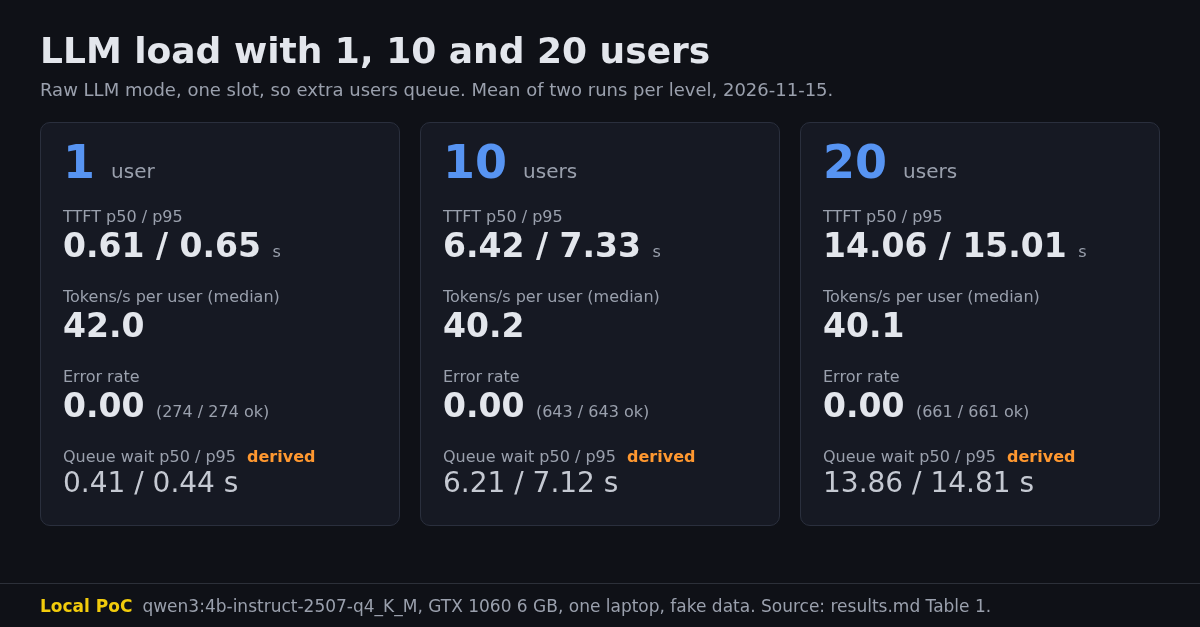 LLM load with 1, 10 and 20 users
Raw LLM mode, one slot, so extra users queue. Mean of two runs per level, 2026-11-15.
1 user
TTFT p50 / p95
0.61 / 0.65 s
Tokens/s per user (median)
42.0
Error rate
0.00 (274 / 274 ok)
Queue wait p50 / p95 derived
0.41 / 0.44 s
10 users
TTFT p50 / p95
6.42 / 7.33 s
Tokens/s per user (median)
40.2
Error rate
0.00 (643 / 643 ok)
Queue wait p50 / p95 derived
6.21 / 7.12 s
20 users
TTFT p50 / p95
14.06 / 15.01 s
Tokens/s per user (median)
40.1
Error rate
0.00 (661 / 661 ok)
Queue wait p50 / p95 derived
13.86 / 14.81 s
Local PoC qwen3:4b-instruct-2507-q4_K_M, GTX 1060 6 GB, one laptop, fake data. Source: results.md Table 1.